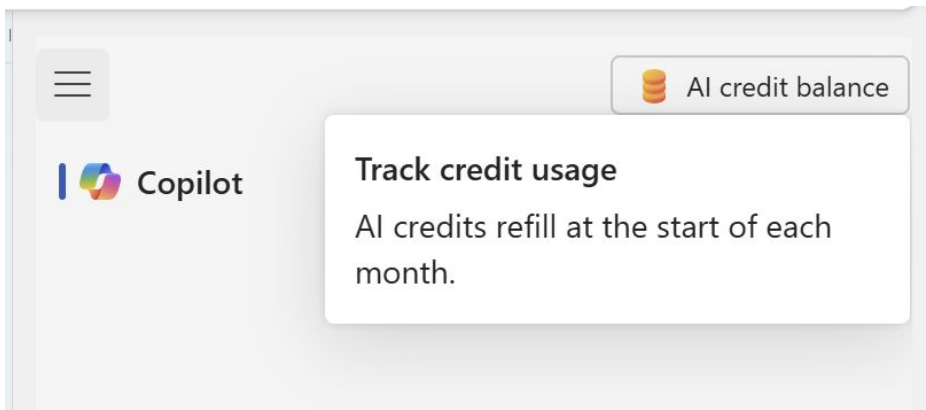 AI credit balance
Copilot
Track credit usage
AI credits refill at the start of each
month.